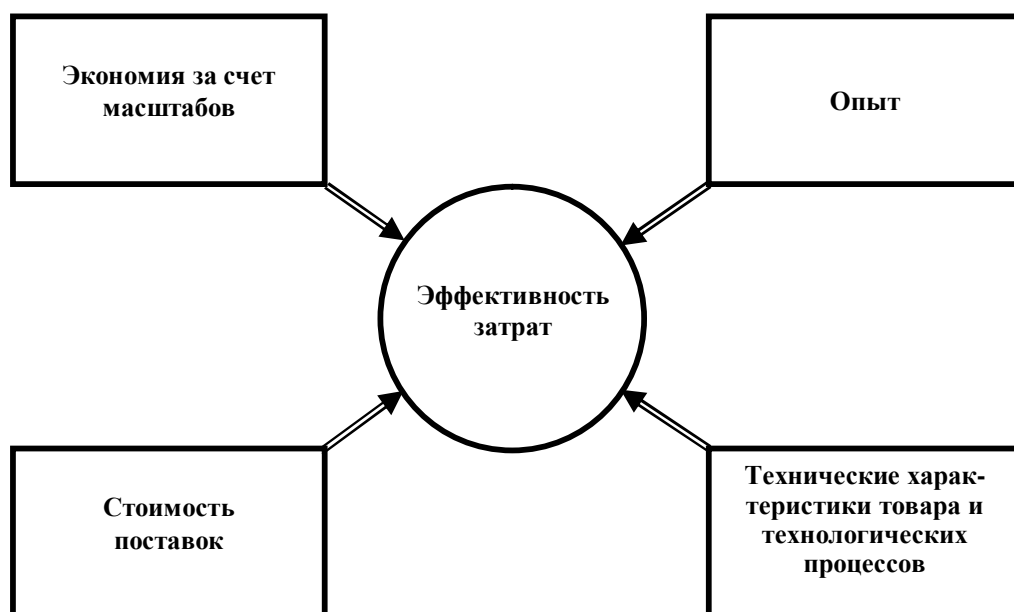 Экономия за счет
масштабов
Опыт
Эффективность
затрат
Стоимость
поставок
Технические харак-
теристики товара и
технологических
процессов